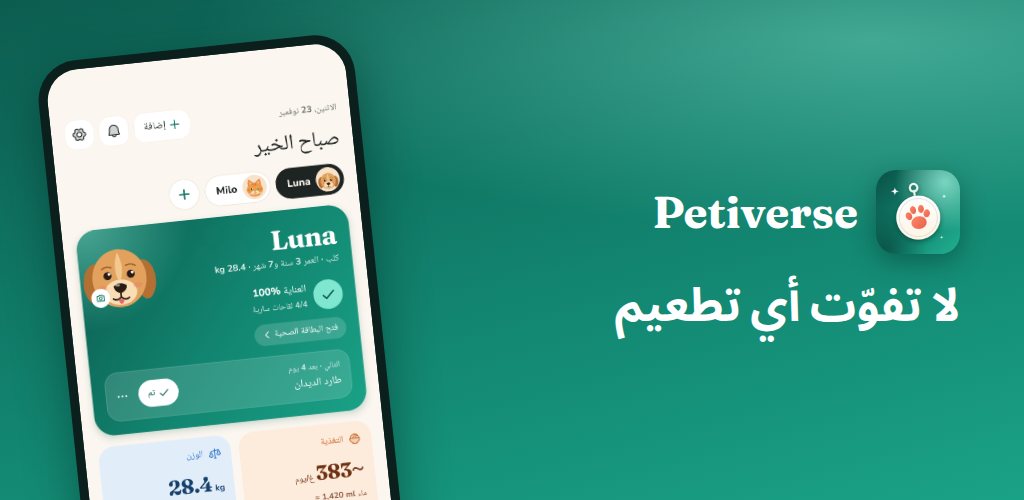 الاثنين، 23 نوفمبر
إضافة
صباح الخير
Luna
Milo
Luna
كلب · العمر 3 سنة و7 شهر · 28.4 kg
العناية 100%
4/4 لقاحات سارية
فتح البطاقة الصحية
التالي · بعد 4 يوم
طارد الديدان
تم
التغذية
~383 غ/يوم
ماء 1,420 ml ≈
الوزن
28.4 kg
Petiverse
لا تفوّت أي تطعيم